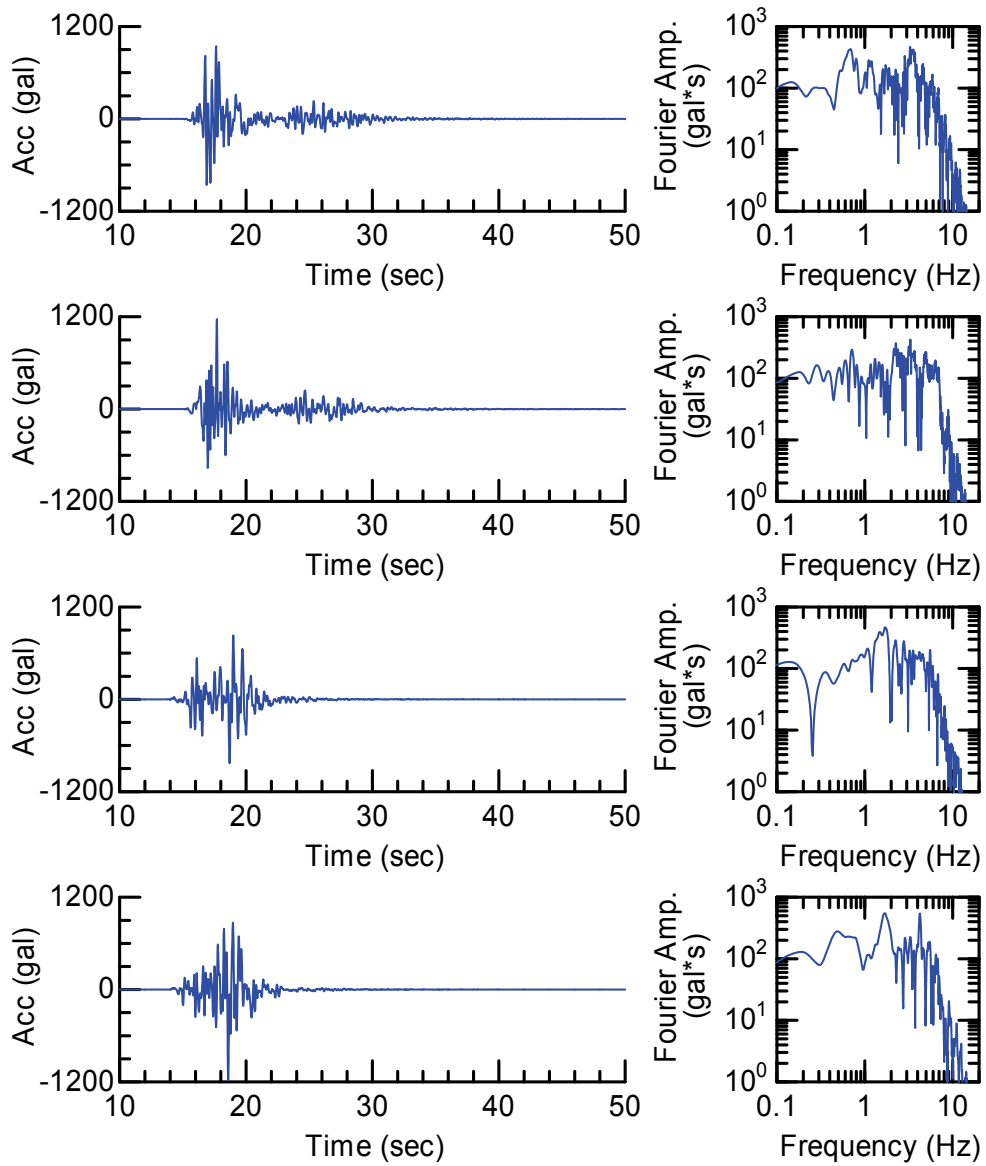 1200
0
-1200
Acc (gal)
10 20 30 40 50
Time (sec)
10³
10²
10¹
10⁰
Fourier Amp.
(gal*s)
0.1 1 10
Frequency (Hz)
1200
0
-1200
Acc (gal)
10 20 30 40 50
Time (sec)
10³
10²
10¹
10⁰
Fourier Amp.
(gal*s)
0.1 1 10
Frequency (Hz)
1200
0
-1200
Acc (gal)
10 20 30 40 50
Time (sec)
10³
10²
10¹
10⁰
Fourier Amp.
(gal*s)
0.1 1 10
Frequency (Hz)
1200
0
-1200
Acc (gal)
10 20 30 40 50
Time (sec)
10³
10²
10¹
10⁰
Fourier Amp.
(gal*s)
0.1 1 10
Frequency (Hz)